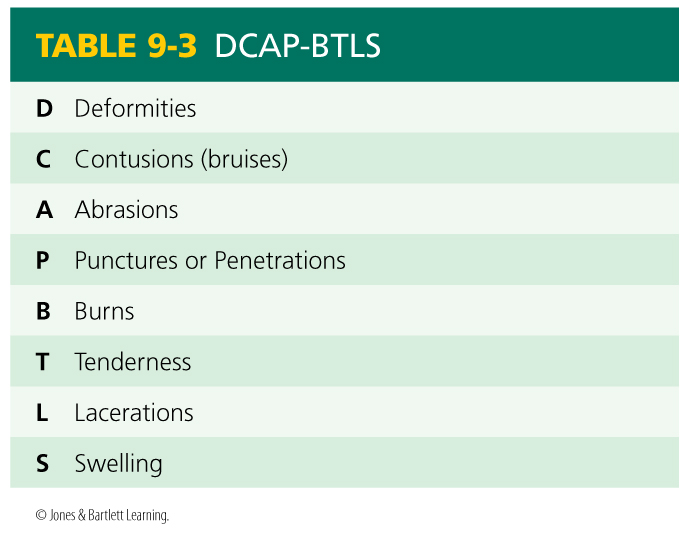 TABLE 9-3 DCAP-BTLS
D Deformities
C Contusions (bruises)
A Abrasions
P Punctures or Penetrations
B Burns
T Tenderness
L Lacerations
S Swelling
© Jones & Bartlett Learning.